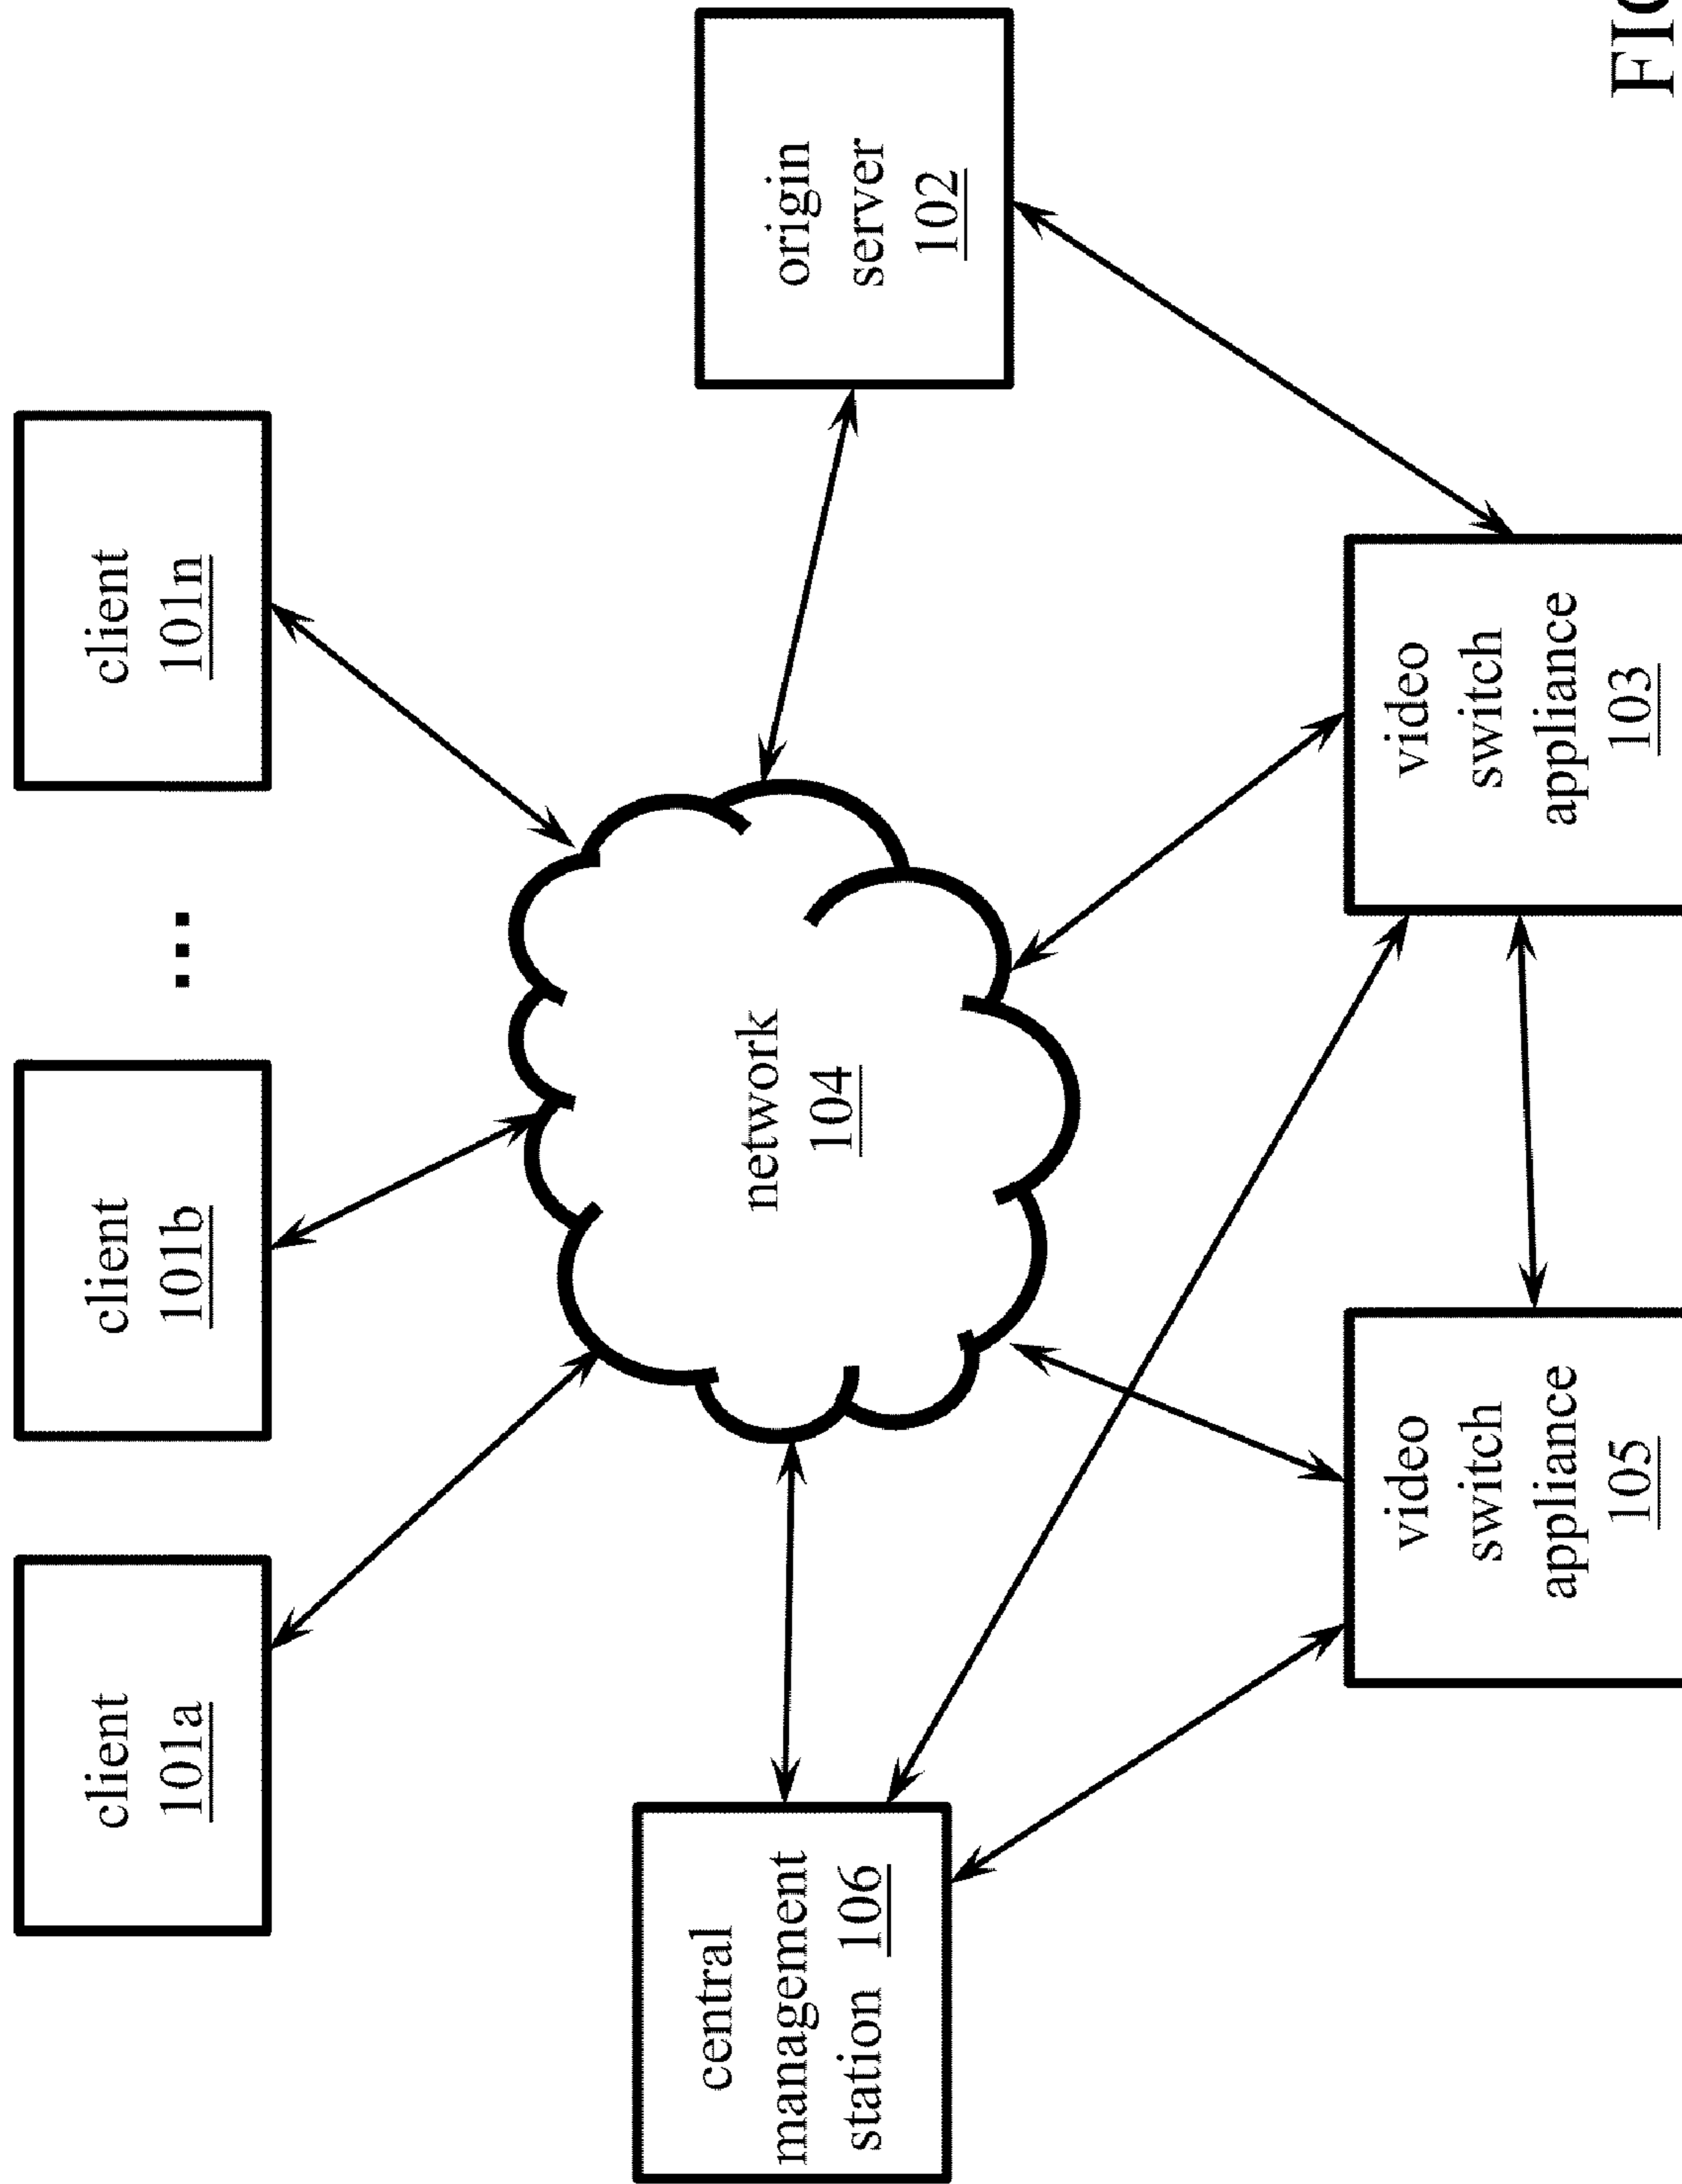 client
101a
client
101b
...
client
101n
central
management
station 106
network
104
origin
server
102
video
switch
appliance
105
video
switch
appliance
103